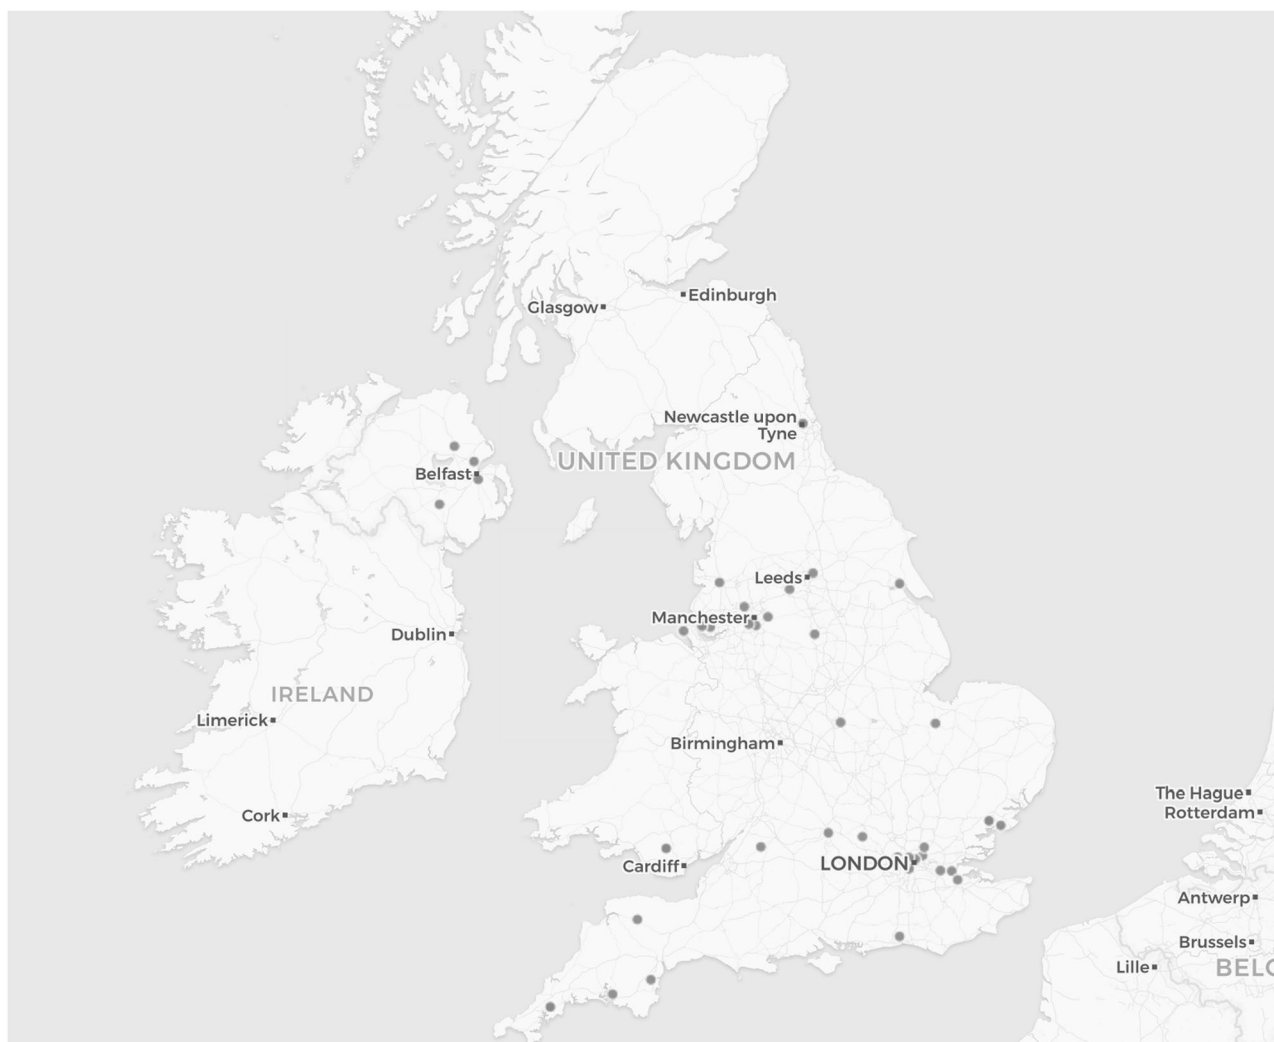 Edinburgh
Glasgow
Newcastle upon
Tyne
UNITED KINGDOM
Belfast
Leeds
Manchester
Dublin
IRELAND
Limerick
Birmingham
The Hague
Rotterdam
Cork
LONDON
Cardiff
Antwerp
Brussels
Lille
BELG